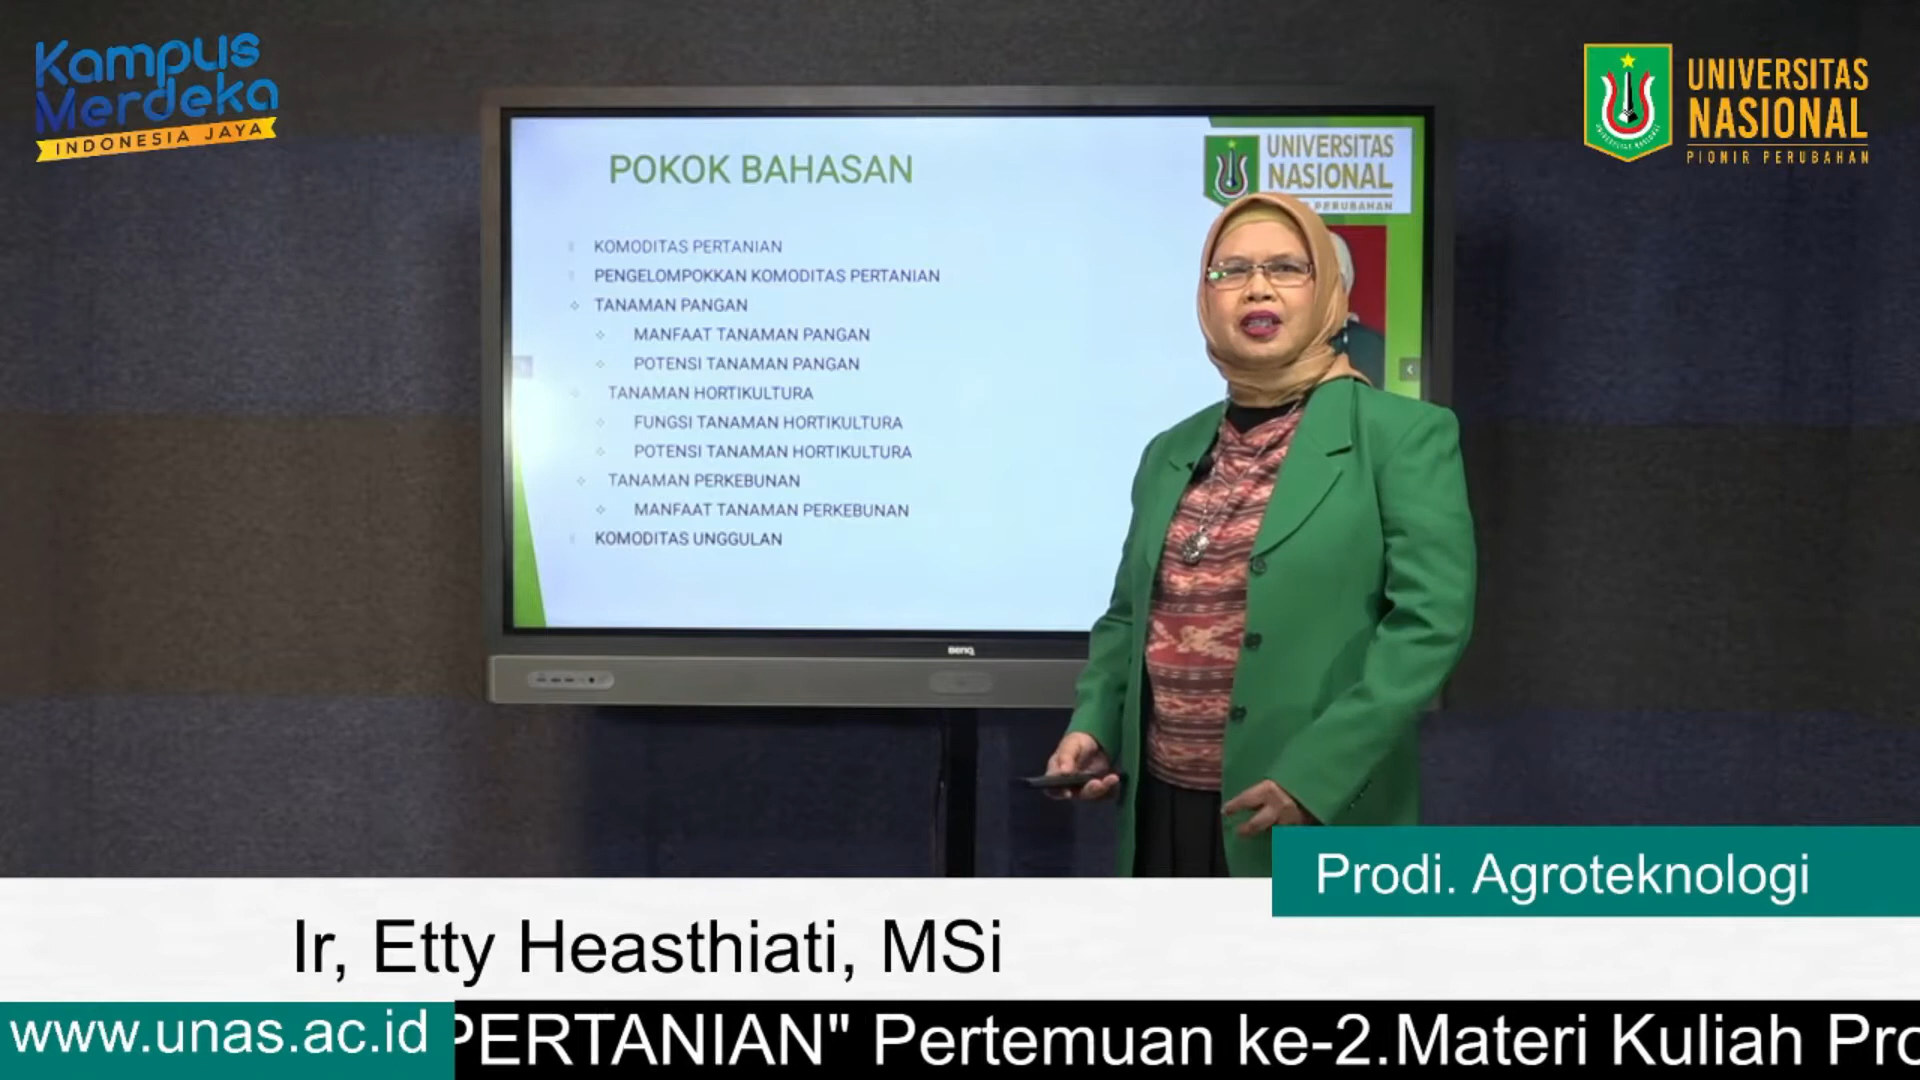 Kampus
Merdeka
INDONESIA JAYA
UNIVERSITAS
NASIONAL
PIONIR PERUBAHAN
POKOK BAHASAN
UNIVERSITAS
NASIONAL
PERUBAHAN
KOMODITAS PERTANIAN
PENGELOMPOKKAN KOMODITAS PERTANIAN
TANAMAN PANGAN
MANFAAT TANAMAN PANGAN
POTENSI TANAMAN PANGAN
TANAMAN HORTIKULTURA
FUNGSI TANAMAN HORTIKULTURA
POTENSI TANAMAN HORTIKULTURA
TANAMAN PERKEBUNAN
MANFAAT TANAMAN PERKEBUNAN
KOMODITAS UNGGULAN
BenQ
Prodi. Agroteknologi
Ir, Etty Heasthiati, MSi
www.unas.ac.id
PERTANIAN" Pertemuan ke-2.Materi Kuliah Pro